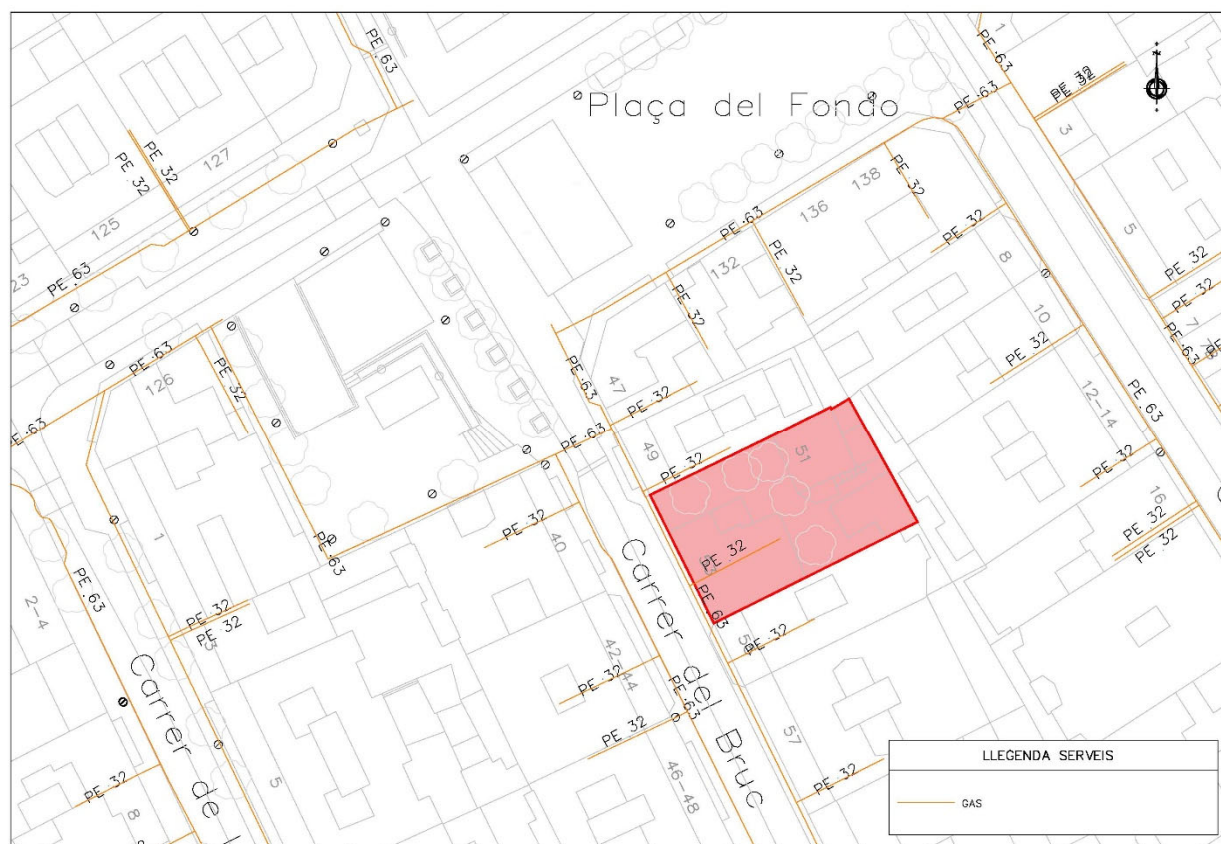 PE 63
PE 63
1
PE 63
PE 32
3
Plaça del Fondo
PE 32
PE 32
127
138
PE 32
125
136
PE 63
5
23
PE 32
8
PE 32
PE 63
132
PE 32
PE 32
PE 32
10
7
PE 63
PE 63
126
PE 32
PE 63
PE 32
47
PE 32
12-14
PE 63
PE 63
PE 63
49
PE 32
51
PE 32
16
PE 32
PE 32
1
PE 63
PE 32
40
PE 32
PE 63
2-4
PE 32
PE 32
3
PE 63
PE 32
42-44
PE 32
PE 63
PE 32
57
Carrer del Bruc
Carrer de l
PE 32
5
8
46-48
PE 32
LLEGENDA SERVEIS
GAS